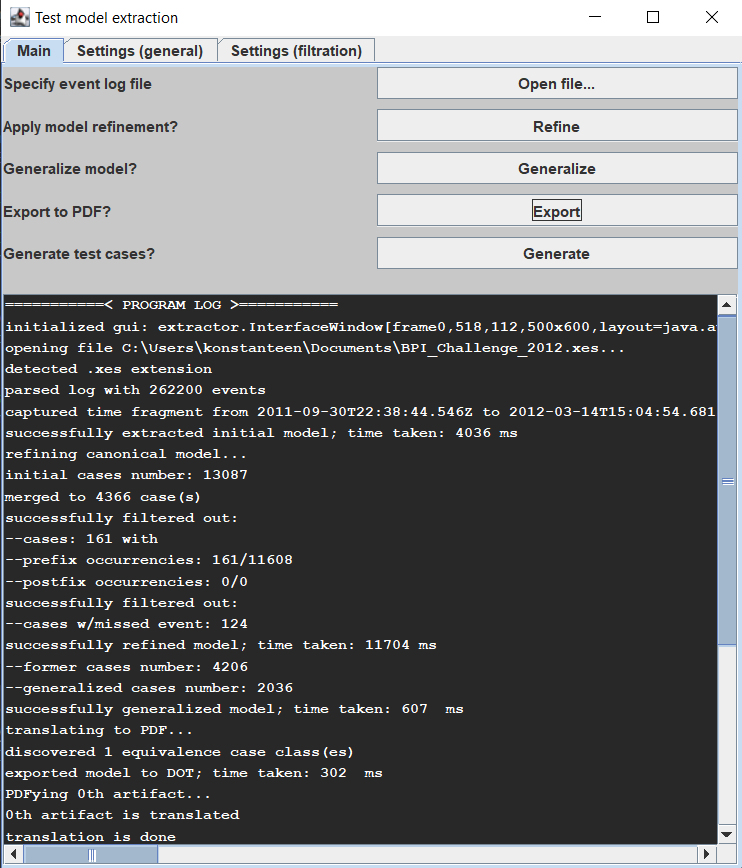 Test model extraction
Main Settings (general) Settings (filtration)
Specify event log file Open file...
Apply model refinement? Refine
Generalize model? Generalize
Export to PDF? Export
Generate test cases? Generate
===========< PROGRAM LOG >===========
initialized gui: extractor.InterfaceWindow[frame0,518,112,500x600,layout=java.a
opening file C:\Users\konstanteen\Documents\BPI_Challenge_2012.xes...
detected .xes extension
parsed log with 262200 events
captured time fragment from 2011-09-30T22:38:44.546Z to 2012-03-14T15:04:54.681
successfully extracted initial model; time taken: 4036 ms
refining canonical model...
initial cases number: 13087
merged to 4366 case(s)
successfully filtered out:
--cases: 161 with
--prefix occurrencies: 161/11608
--postfix occurrencies: 0/0
successfully filtered out:
--cases w/missed event: 124
successfully refined model; time taken: 11704 ms
--former cases number: 4206
--generalized cases number: 2036
successfully generalized model; time taken: 607  ms
translating to PDF...
discovered 1 equivalence case class(es)
exported model to DOT; time taken: 302  ms
PDFying 0th artifact...
0th artifact is translated
translation is done